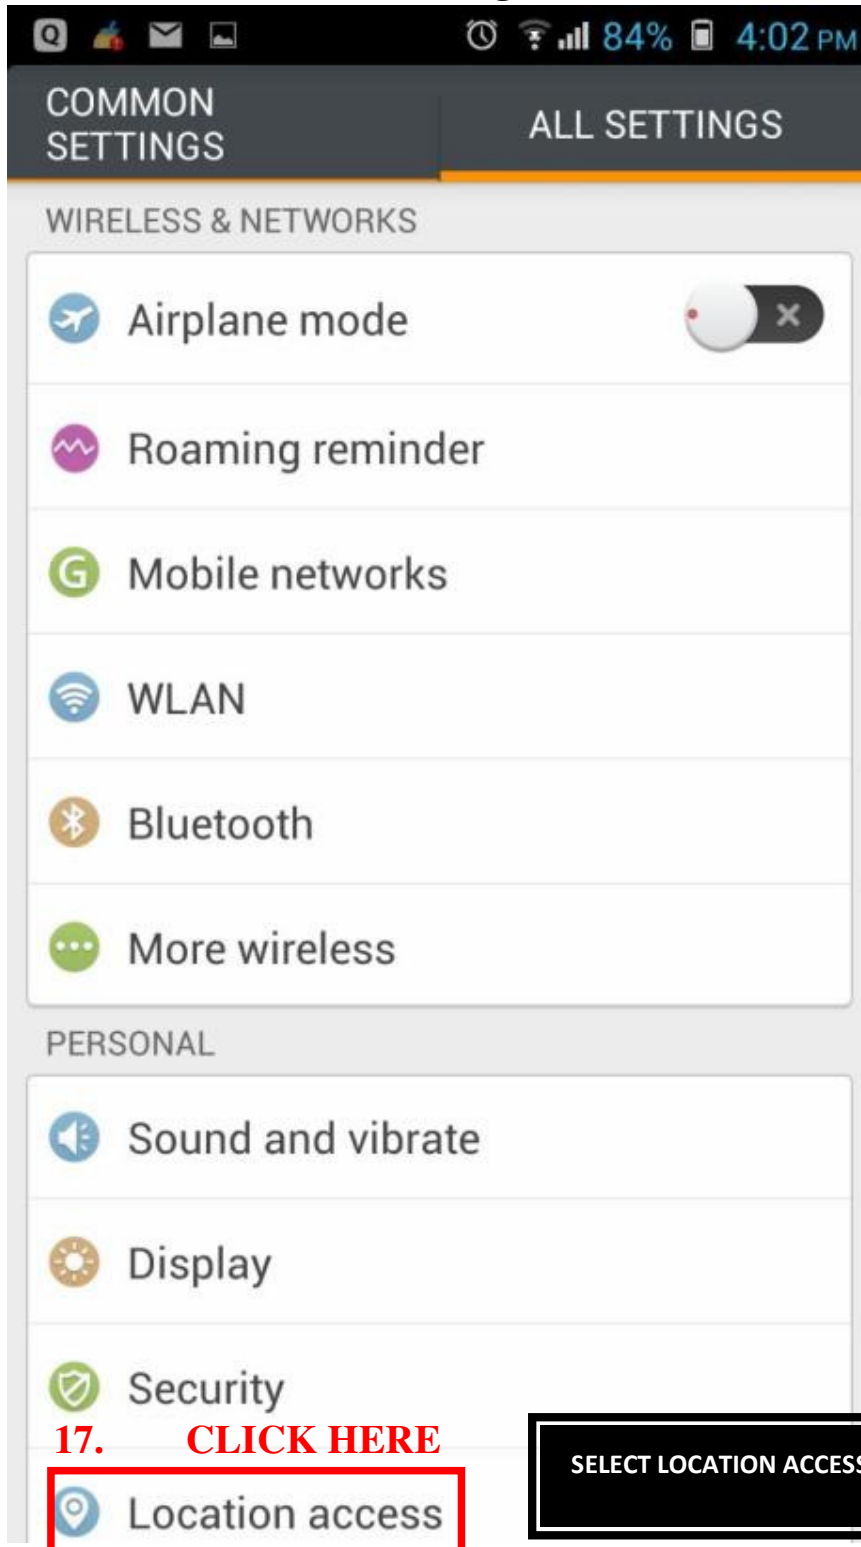 Q
84% 4:02 PM
COMMON
SETTINGS
ALL SETTINGS
WIRELESS & NETWORKS
Airplane mode
Roaming reminder
G Mobile networks
WLAN
Bluetooth
More wireless
PERSONAL
Sound and vibrate
Display
Security
17. CLICK HERE
SELECT LOCATION ACCESS
Location access